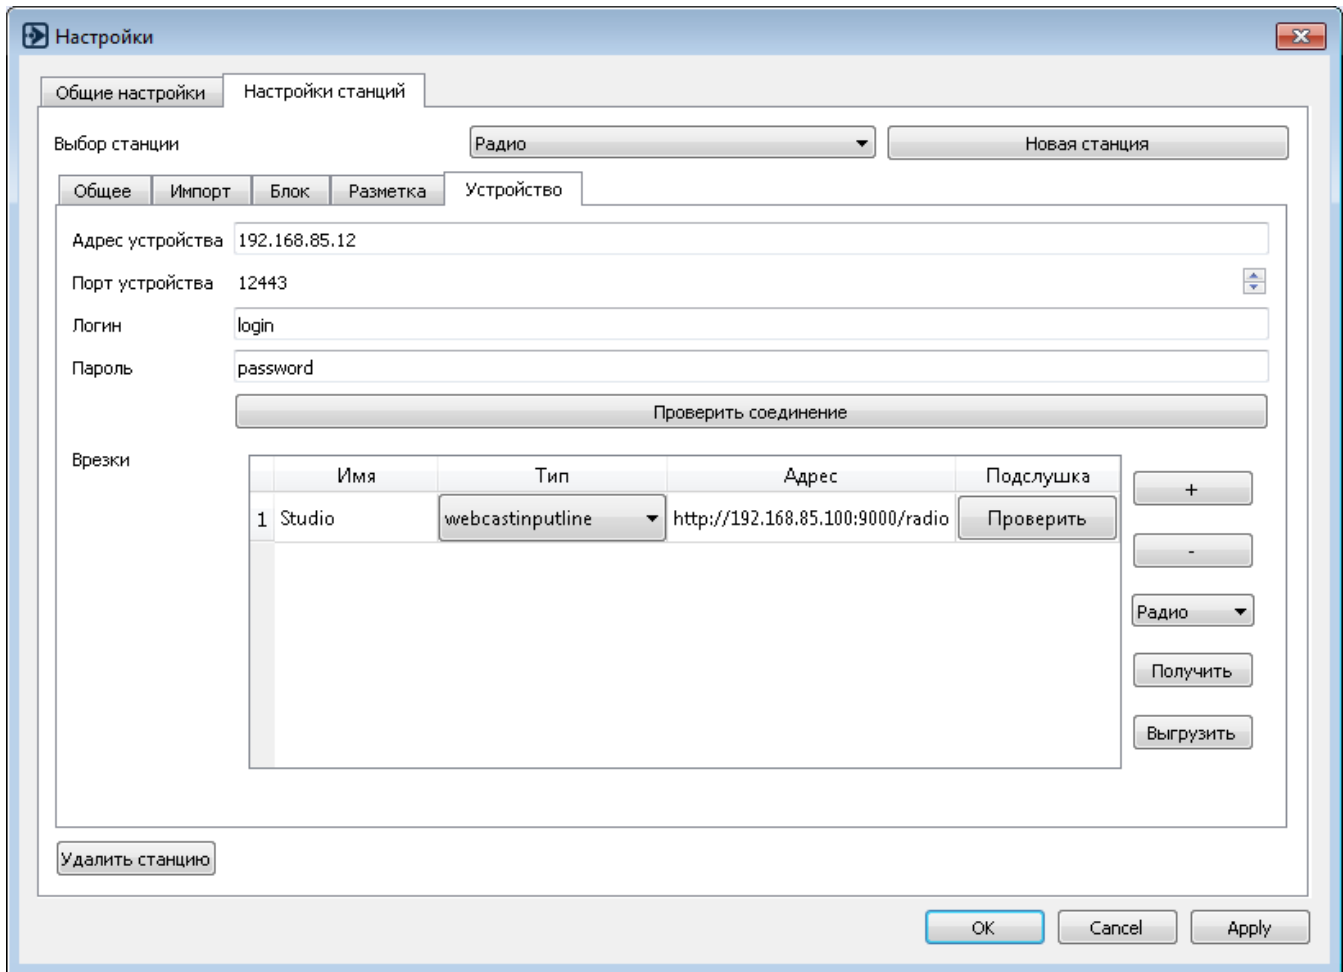 Настройки
Общие настройки Настройки станций
Выбор станции Радио Новая станция
Общее Импорт Блок Разметка Устройство
Адрес устройства 192.168.85.12
Порт устройства 12443
Логин login
Пароль password
Проверить соединение
Врезки
Имя Тип Адрес Подслушка
1 Studio webcastinputline http://192.168.85.100:9000/radio Проверить
+
-
Радио
Получить
Выгрузить
Удалить станцию
OK Cancel Apply